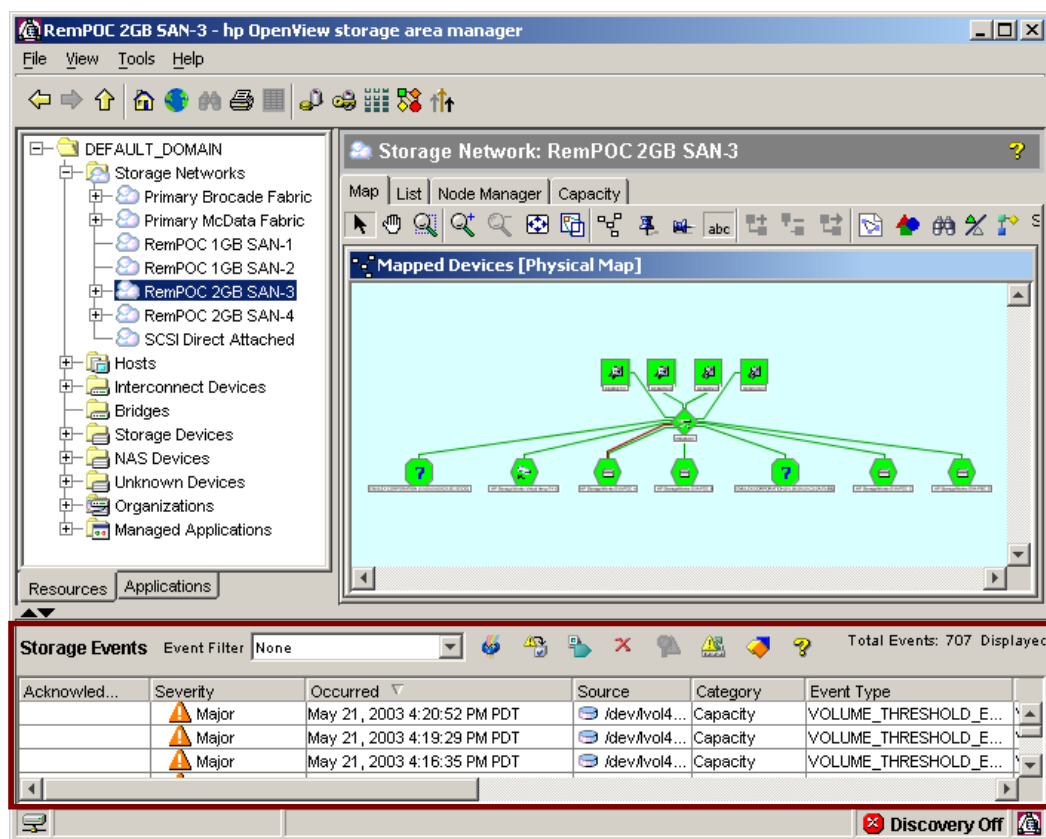 RemPOC 2GB SAN-3 - hp OpenView storage area manager
File View Tools Help
DEFAULT_DOMAIN
Storage Networks
Primary Brocade Fabric
Primary McData Fabric
RemPOC 1GB SAN-1
RemPOC 1GB SAN-2
RemPOC 2GB SAN-3
RemPOC 2GB SAN-4
SCSI Direct Attached
Hosts
Interconnect Devices
Bridges
Storage Devices
NAS Devices
Unknown Devices
Organizations
Managed Applications
Resources Applications
Storage Network: RemPOC 2GB SAN-3 ?
Map List Node Manager Capacity
abc S
Mapped Devices [Physical Map]
? ?
Storage Events Event Filter None ? Total Events: 707 Displayed
Acknowled... Severity Occurred Source Category Event Type
Major May 21, 2003 4:20:52 PM PDT /dev/lvol4... Capacity VOLUME_THRESHOLD_E...
Major May 21, 2003 4:19:29 PM PDT /dev/lvol4... Capacity VOLUME_THRESHOLD_E...
Major May 21, 2003 4:16:35 PM PDT /dev/lvol4... Capacity VOLUME_THRESHOLD_E...
Discovery Off